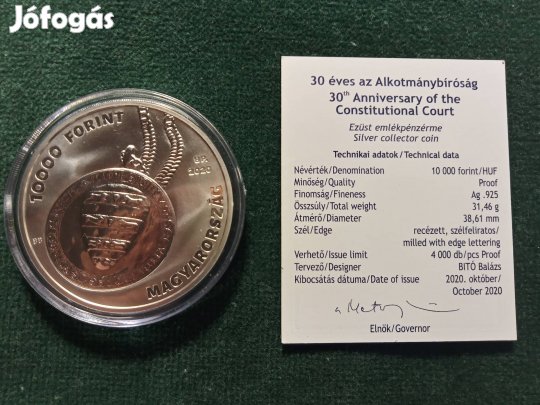 Jófogás
10000 FORINT
BP.
2020
MAGYARORSZÁG
30 éves az Alkotmánybíróság
30th Anniversary of the
Constitutional Court
Ezüst emlékpénzérme
Silver collector coin
Technikai adatok / Technical data
Névérték/Denomination 10 000 forint/HUF
Minőség/Quality Proof
Finomság/Fineness Ag .925
Összsúly/Total weight 31,46 g
Átmérő/Diameter 38,61 mm
Szél/Edge recézett, szélfeliratos/
milled with edge lettering
Verhető/Issue limit 4 000 db/pcs Proof
Tervező/Designer BITÓ Balázs
Kibocsátás dátuma/Date of issue 2020. október/
October 2020
Elnök/Governor